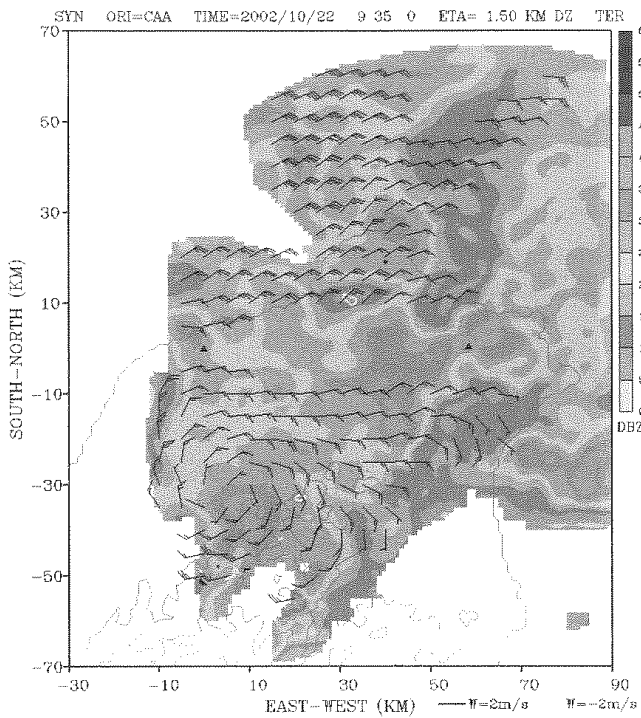 SYN ORI=CAA TIME=2002/10/22 9 35 0 ETA= 1.50 KM DZ TER
70
50
30
10
-10
-30
-50
-70
SOUTH-NORTH (KM)
-30 -10 10 30 50 70 90
EAST-WEST (KM)
W=2m/s W=-2m/s
DBZ